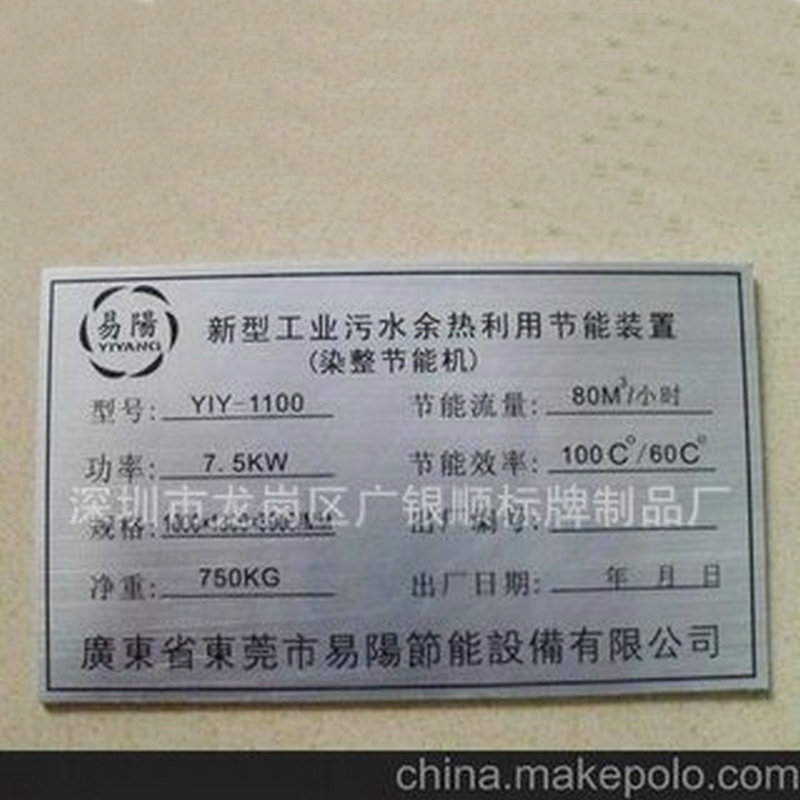 易陽
YIYANG
新型工业污水余热利用节能装置
(染整节能机)
型号: YIY-1100 节能流量: 80M³/小时
功率: 7.5KW 节能效率: 100C°/60C°
深圳市龙岗区广银顺标牌制品厂
规格: 出厂编号:
净重: 750KG 出厂日期: 年 月 日
廣東省東莞市易陽節能設備有限公司
china.makepolo.com